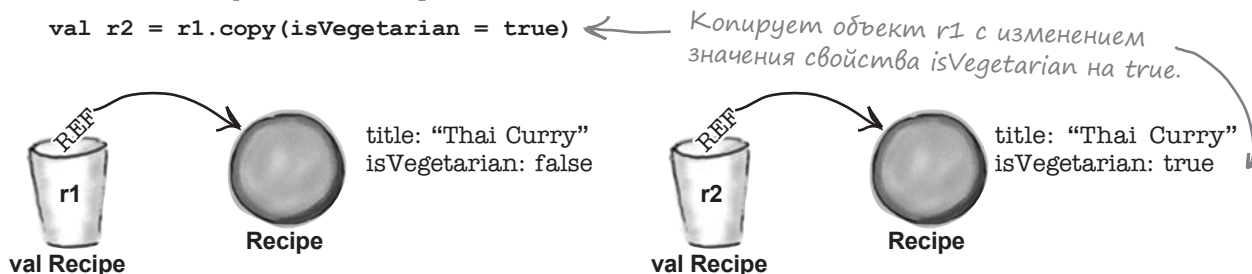 val r2 = r1.copy(isVegetarian = true)
Копирует объект r1 с изменением
значения свойства isVegetarian на true.
REF
title: “Thai Curry”
isVegetarian: false
r1
Recipe
val Recipe
REF
title: “Thai Curry”
isVegetarian: true
r2
Recipe
val Recipe